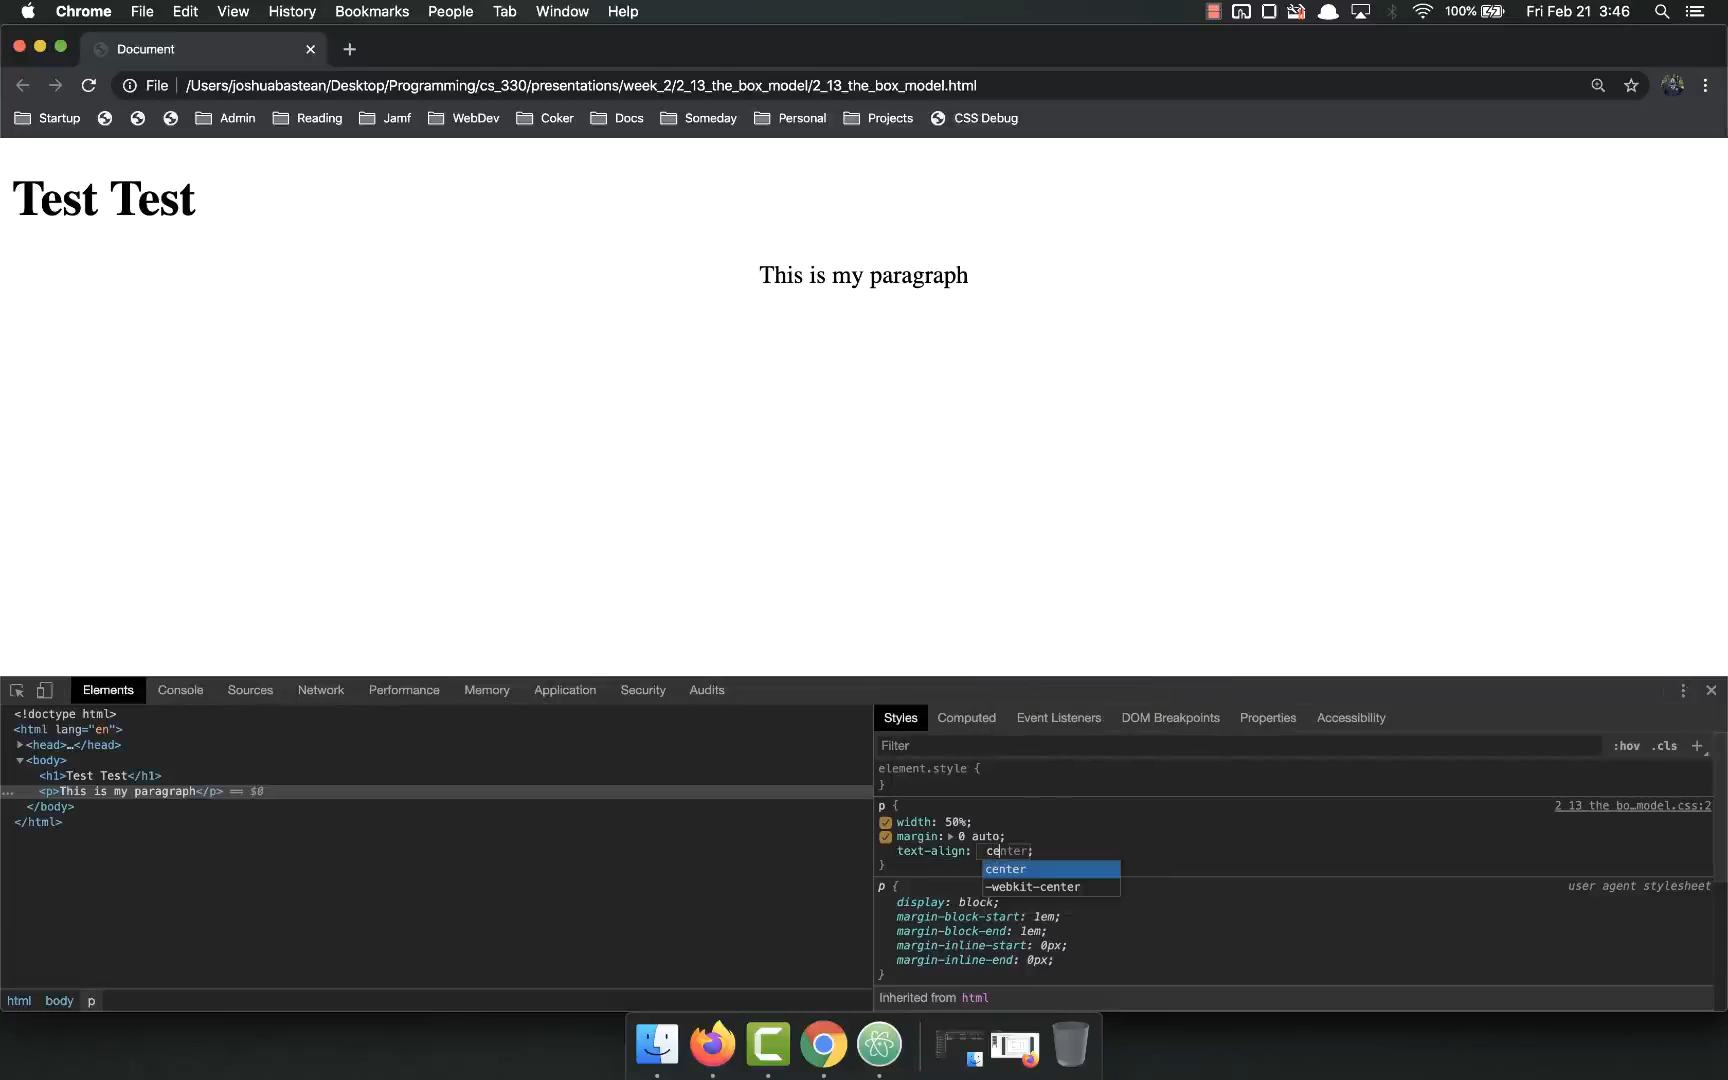 Chrome File Edit View History Bookmarks People Tab Window Help 100% Fri Feb 21 3:46
Document
File /Users/joshuabastean/Desktop/Programming/cs_330/presentations/week_2/2_13_the_box_model/2_13_the_box_model.html
Startup Admin Reading Jamf WebDev Coker Docs Someday Personal Projects CSS Debug
Test Test
This is my paragraph
Elements Console Sources Network Performance Memory Application Security Audits
<!doctype html>
<html lang="en">
<head>…</head>
<body>
<h1>Test Test</h1>
… <p>This is my paragraph</p> == $0
</body>
</html>
html body p
Styles Computed Event Listeners DOM Breakpoints Properties Accessibility
Filter :hov .cls +
element.style {
}
p { 2_13_the_bo…model.css:2
width: 50%;
margin: 0 auto;
text-align: center;
}
center
-webkit-center
p { user agent stylesheet
display: block;
margin-block-start: 1em;
margin-block-end: 1em;
margin-inline-start: 0px;
margin-inline-end: 0px;
}
Inherited from html